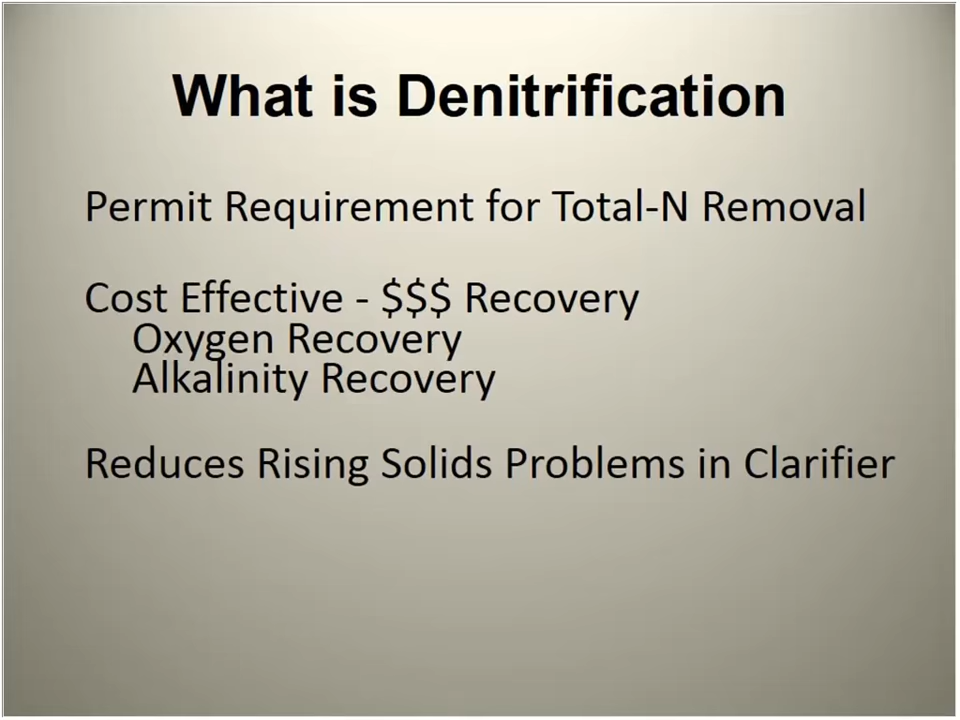 What is Denitrification
Permit Requirement for Total-N Removal
Cost Effective - $$$ Recovery
Oxygen Recovery
Alkalinity Recovery
Reduces Rising Solids Problems in Clarifier